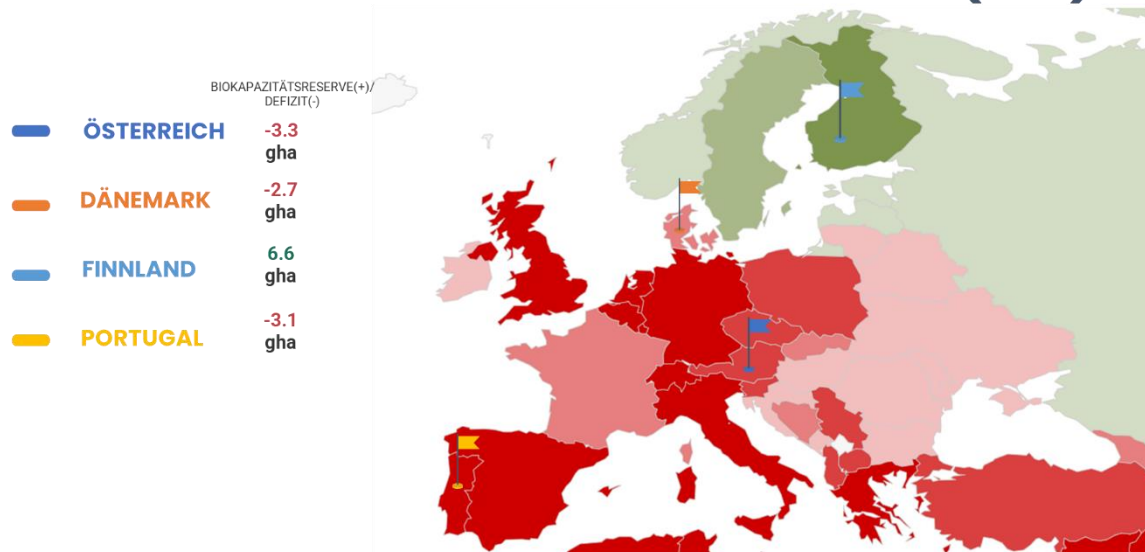 BIOKAPAZITÄTSRESERVE(+)/
DEFIZIT(-)
ÖSTERREICH
-3.3
gha
DÄNEMARK
-2.7
gha
FINNLAND
6.6
gha
PORTUGAL
-3.1
gha